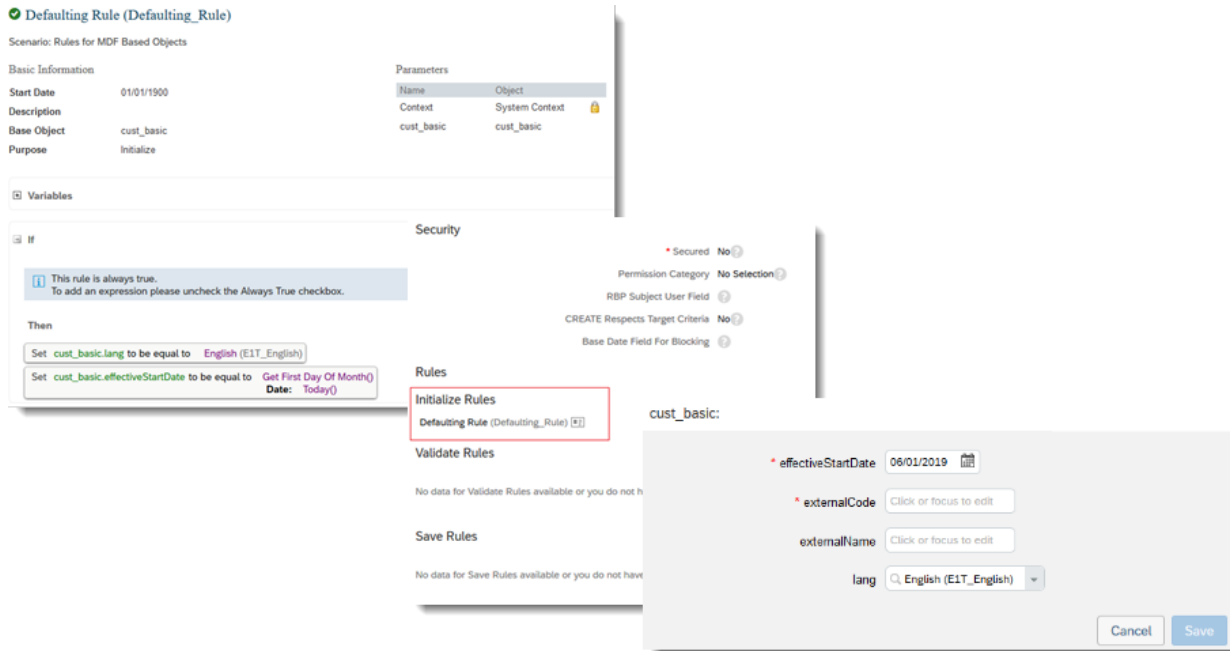 Defaulting Rule (Defaulting_Rule)
Scenario: Rules for MDF Based Objects
Basic Information
Start Date 01/01/1900
Description
Base Object cust_basic
Purpose Initialize
Parameters
Name Object
Context System Context
cust_basic cust_basic
Variables
If
This rule is always true.
To add an expression please uncheck the Always True checkbox.
Then
Set cust_basic.lang to be equal to English (E1T_English)
Set cust_basic.effectiveStartDate to be equal to Get First Day Of Month()
Date: Today()
Security
* Secured No
Permission Category No Selection
RBP Subject User Field
CREATE Respects Target Criteria No
Base Date Field For Blocking
Rules
Initialize Rules
Defaulting Rule (Defaulting_Rule)
Validate Rules
No data for Validate Rules available or you do not h
Save Rules
No data for Save Rules available or you do not have
cust_basic:
* effectiveStartDate 06/01/2019
* externalCode Click or focus to edit
externalName Click or focus to edit
lang English (E1T_English)
Cancel Save